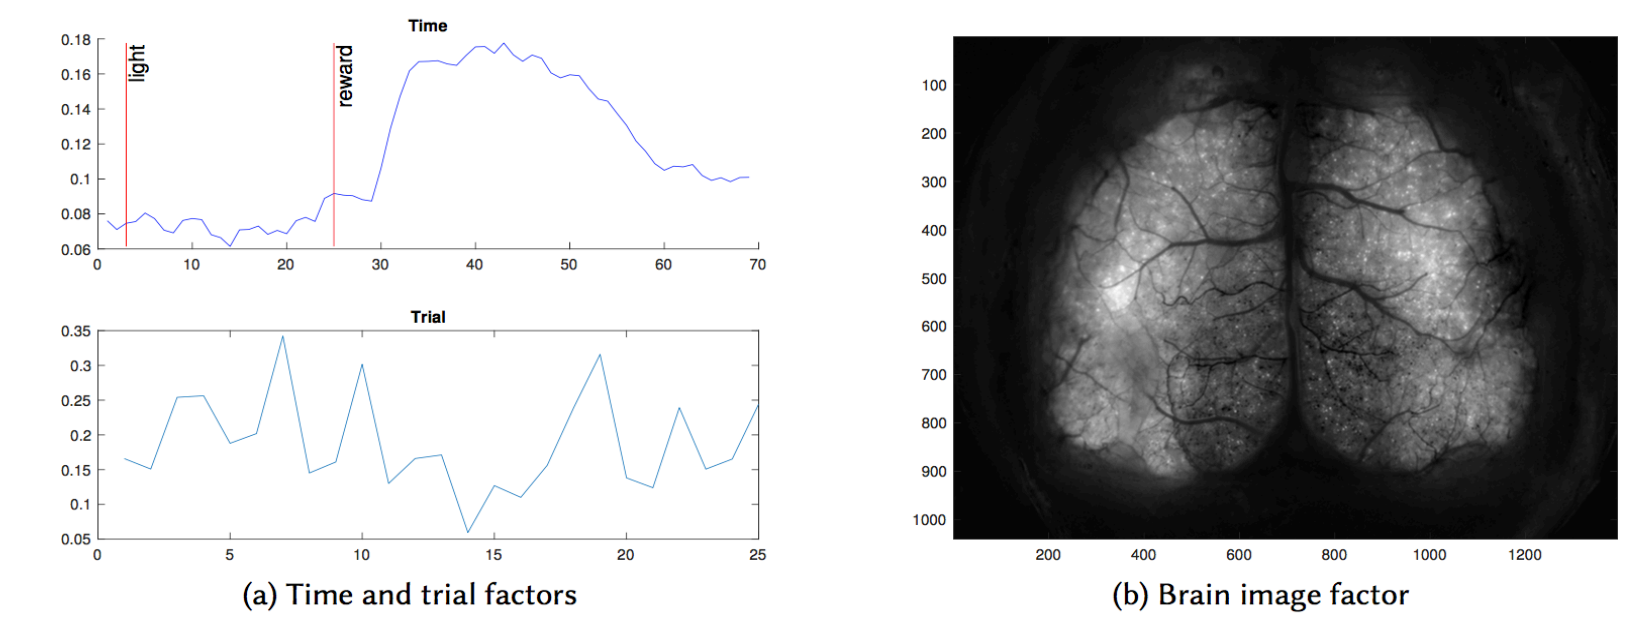 Time
0.18
0.16
0.14
0.12
0.1
0.08
0.06
light
reward
0 10 20 30 40 50 60 70
Trial
0.35
0.3
0.25
0.2
0.15
0.1
0.05
0 5 10 15 20 25
(a) Time and trial factors
100
200
300
400
500
600
700
800
900
1000
200 400 600 800 1000 1200
(b) Brain image factor